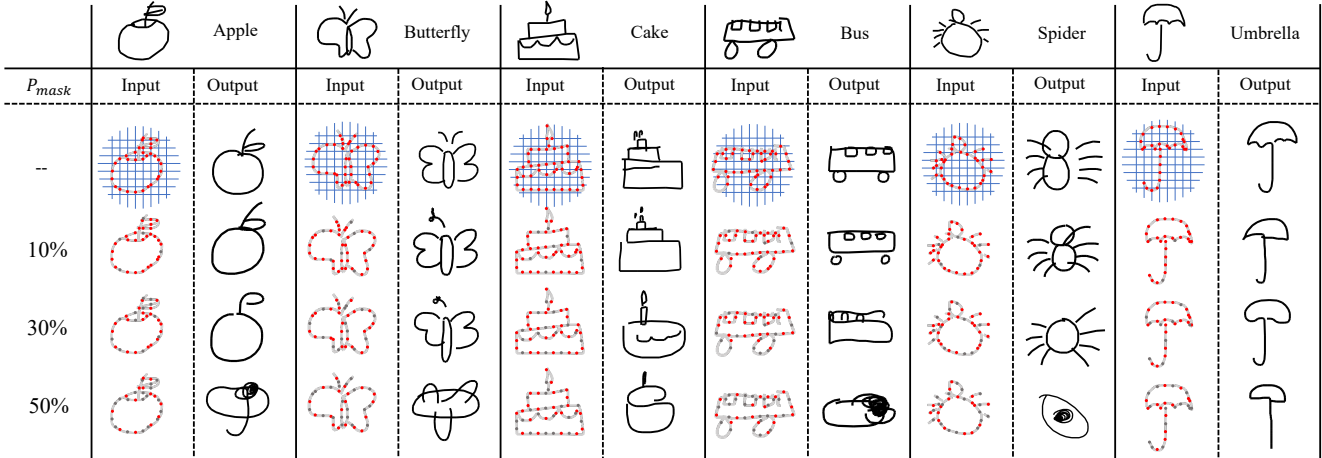 Apple Butterfly Cake Bus Spider Umbrella
P_mask Input Output Input Output Input Output Input Output Input Output Input Output
--
10%
30%
50%